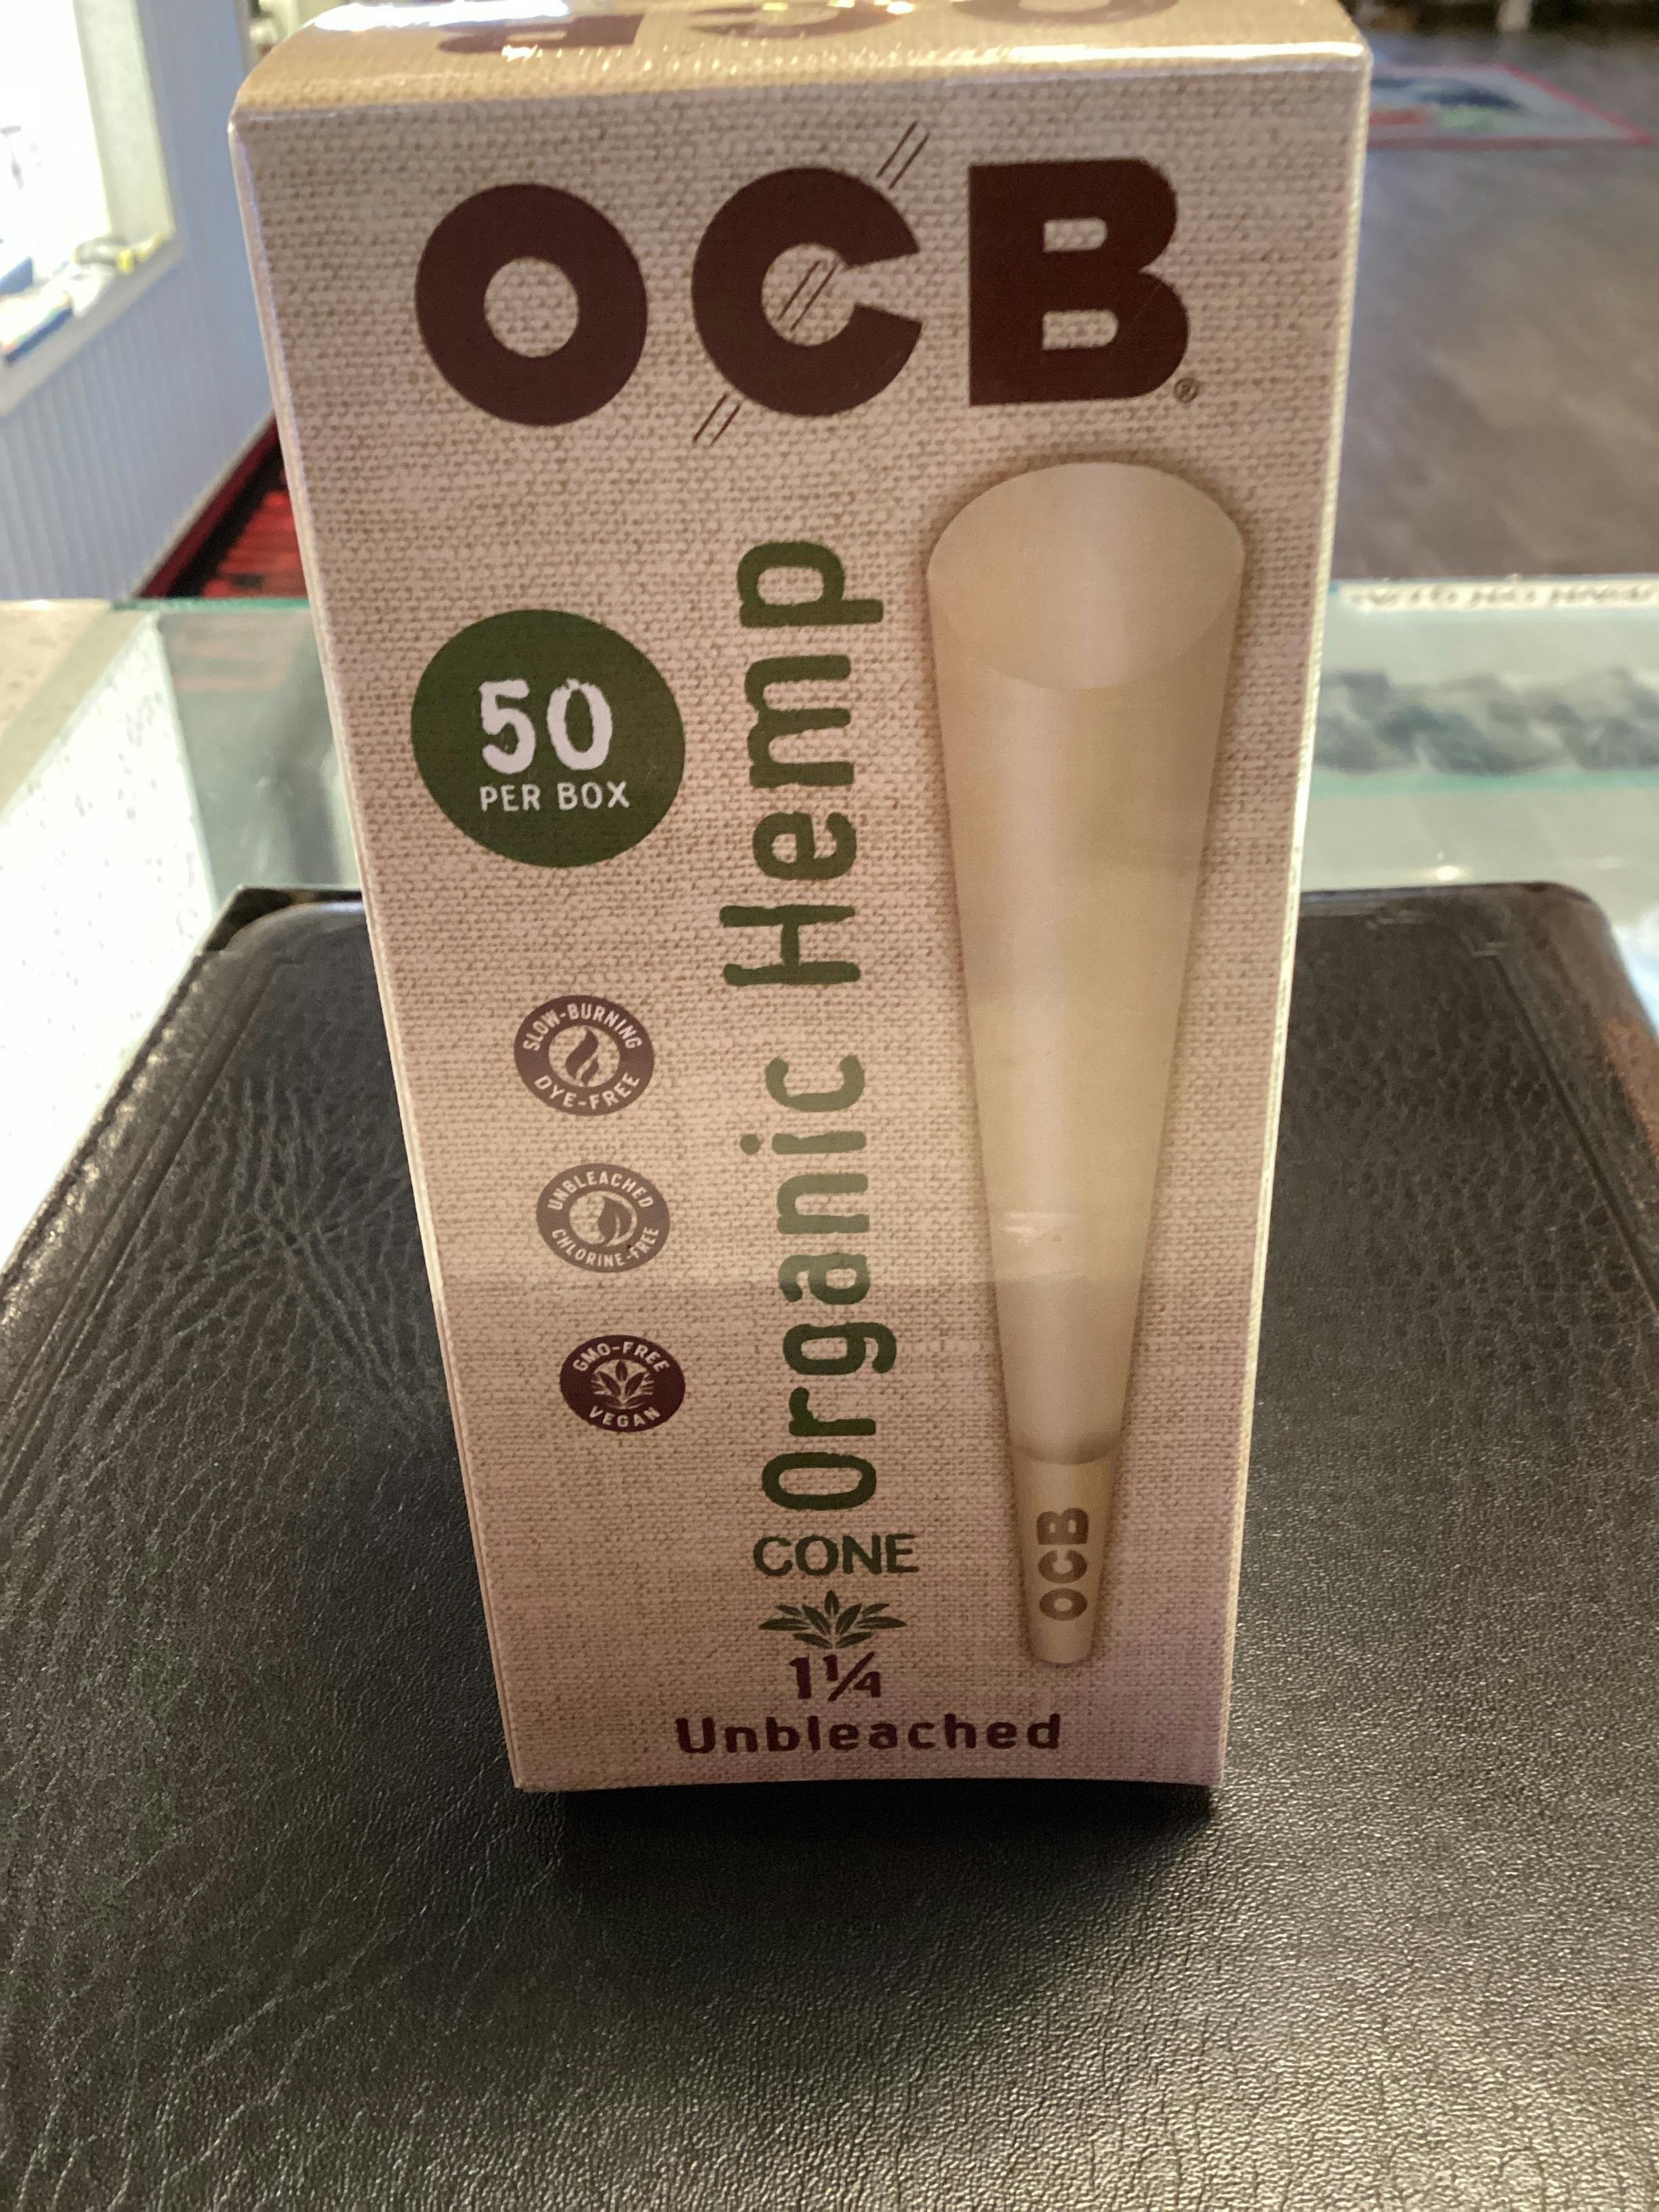 OCB
OCB®
50
PER BOX
Organic Hemp
SLOW-BURNING
DYE-FREE
UNBLEACHED
CHLORINE-FREE
GMO-FREE
VEGAN
CONE
OCB
1¼
Unbleached